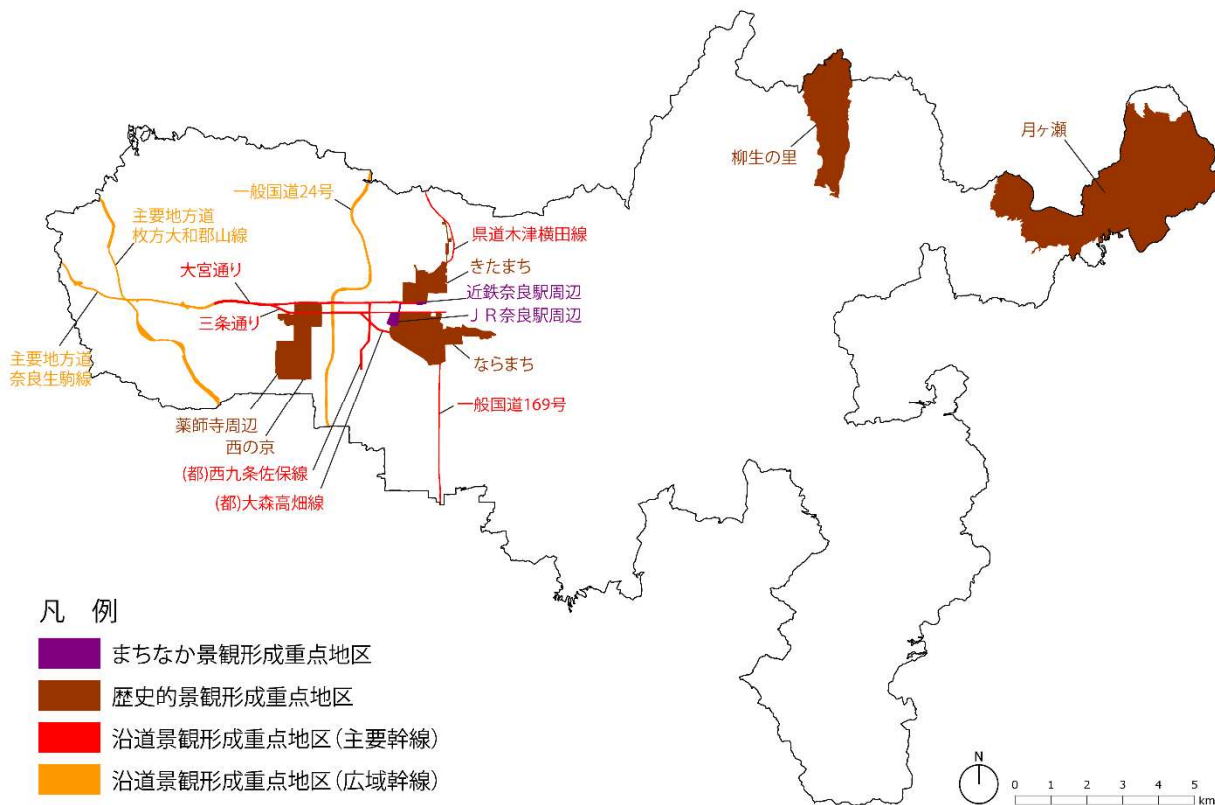 月ヶ瀬
柳生の里
一般国道24号
主要地方道
枚方大和郡山線
県道木津横田線
大宮通り
きたまち
近鉄奈良駅周辺
三条通り
ＪＲ奈良駅周辺
主要地方道
奈良生駒線
ならまち
一般国道169号
薬師寺周辺
西の京
(都)西九条佐保線
(都)大森高畑線
凡　例
まちなか景観形成重点地区
歴史的景観形成重点地区
沿道景観形成重点地区(主要幹線)
沿道景観形成重点地区(広域幹線)
N
0 1 2 3 4 5
km